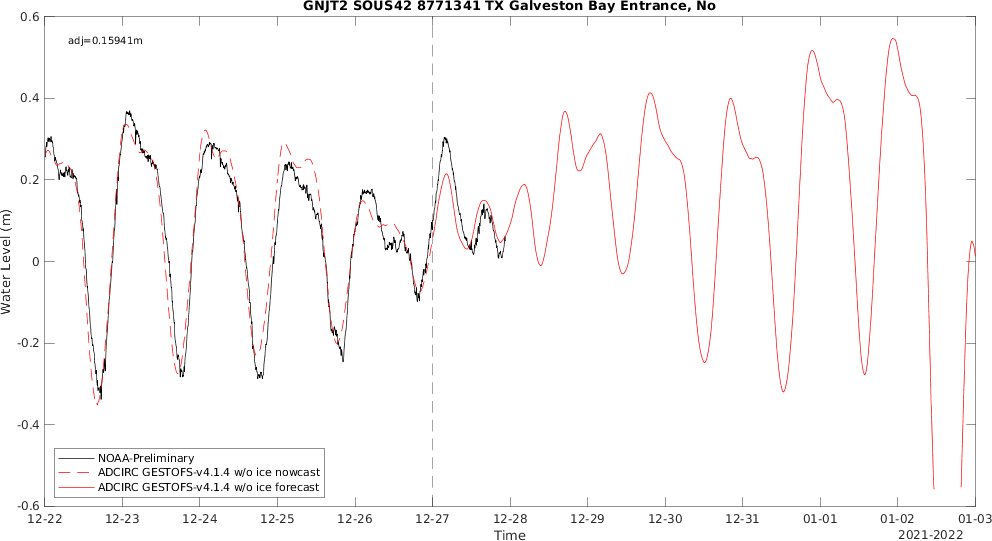 GNJT2 SOUS42 8771341 TX Galveston Bay Entrance, No
adj=0.15941m
0.6
0.4
0.2
0
-0.2
-0.4
-0.6
Water Level (m)
NOAA-Preliminary
ADCIRC GESTOFS-v4.1.4 w/o ice nowcast
ADCIRC GESTOFS-v4.1.4 w/o ice forecast
12-22 12-23 12-24 12-25 12-26 12-27 12-28 12-29 12-30 12-31 01-01 01-02 01-03
Time
2021-2022